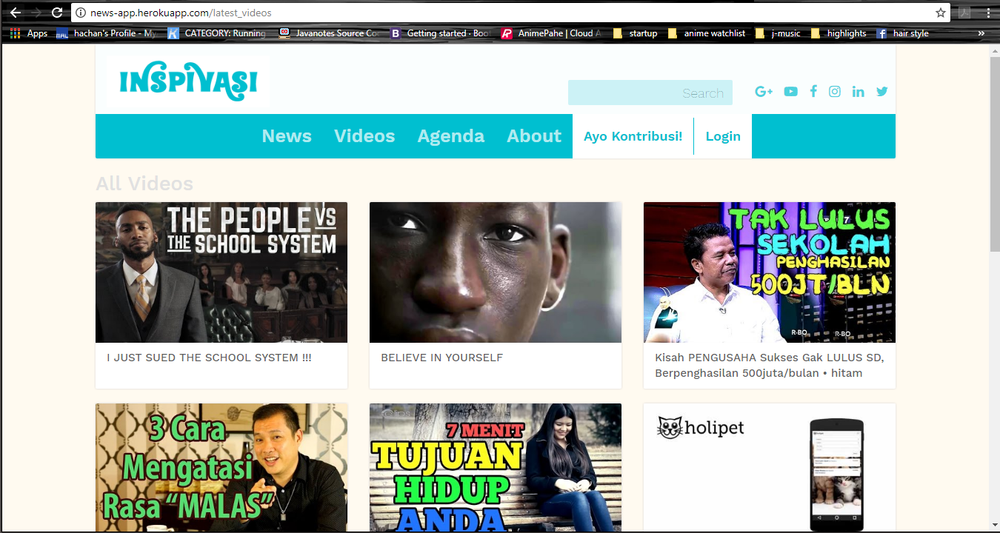 news-app.herokuapp.com/latest_videos
Apps
MAL
hachan's Profile - My
CATEGORY: Running
Javanotes Source Co
Getting started · Boot
AnimePahe | Cloud A
startup
anime watchlist
j-music
highlights
hair style
»
INSPIVASI
Search
G+
News
Videos
Agenda
About
Ayo Kontribusi!
Login
All Videos
THE PEOPLE VS
THE SCHOOL SYSTEM
TAK LULUS
SEKOLAH
PENGHASILAN
500JT/BLN
R-BO
R-BO
I JUST SUED THE SCHOOL SYSTEM !!!
BELIEVE IN YOURSELF
Kisah PENGUSAHA Sukses Gak LULUS SD,
Berpenghasilan 500juta/bulan • hitam
3 Cara
Mengatasi
Rasa "MALAS"
7 MENIT
TUJUAN
HIDUP
ANDA
holipet